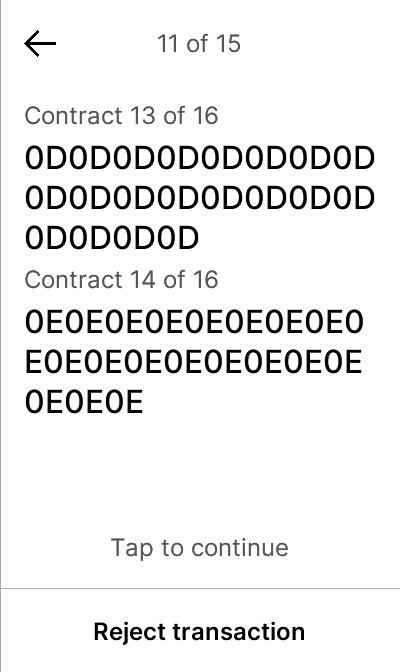 11 of 15
Contract 13 of 16
0D0D0D0D0D0D0D0D
0D0D0D0D0D0D0D0D
0D0D0D0D
Contract 14 of 16
0E0E0E0E0E0E0E0E0
E0E0E0E0E0E0E0E0E
0E0E0E
Tap to continue
Reject transaction